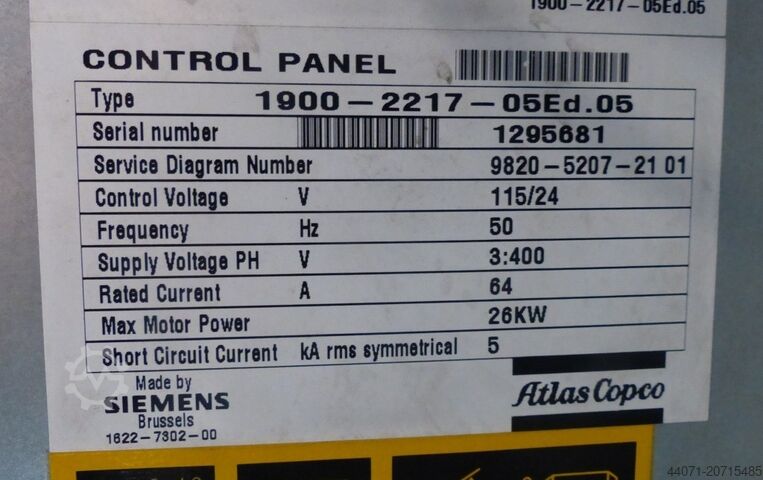 1900-2217-05Ed.05
CONTROL PANEL
Type 1900-2217-05Ed.05
Serial number 1295681
Service Diagram Number 9820-5207-21 01
Control Voltage V 115/24
Frequency Hz 50
Supply Voltage PH V 3:400
Rated Current A 64
Max Motor Power 26KW
Short Circuit Current kA rms symmetrical 5
Made by
SIEMENS
Brussels
1622-7302-00
Atlas Copco
44071-20715485